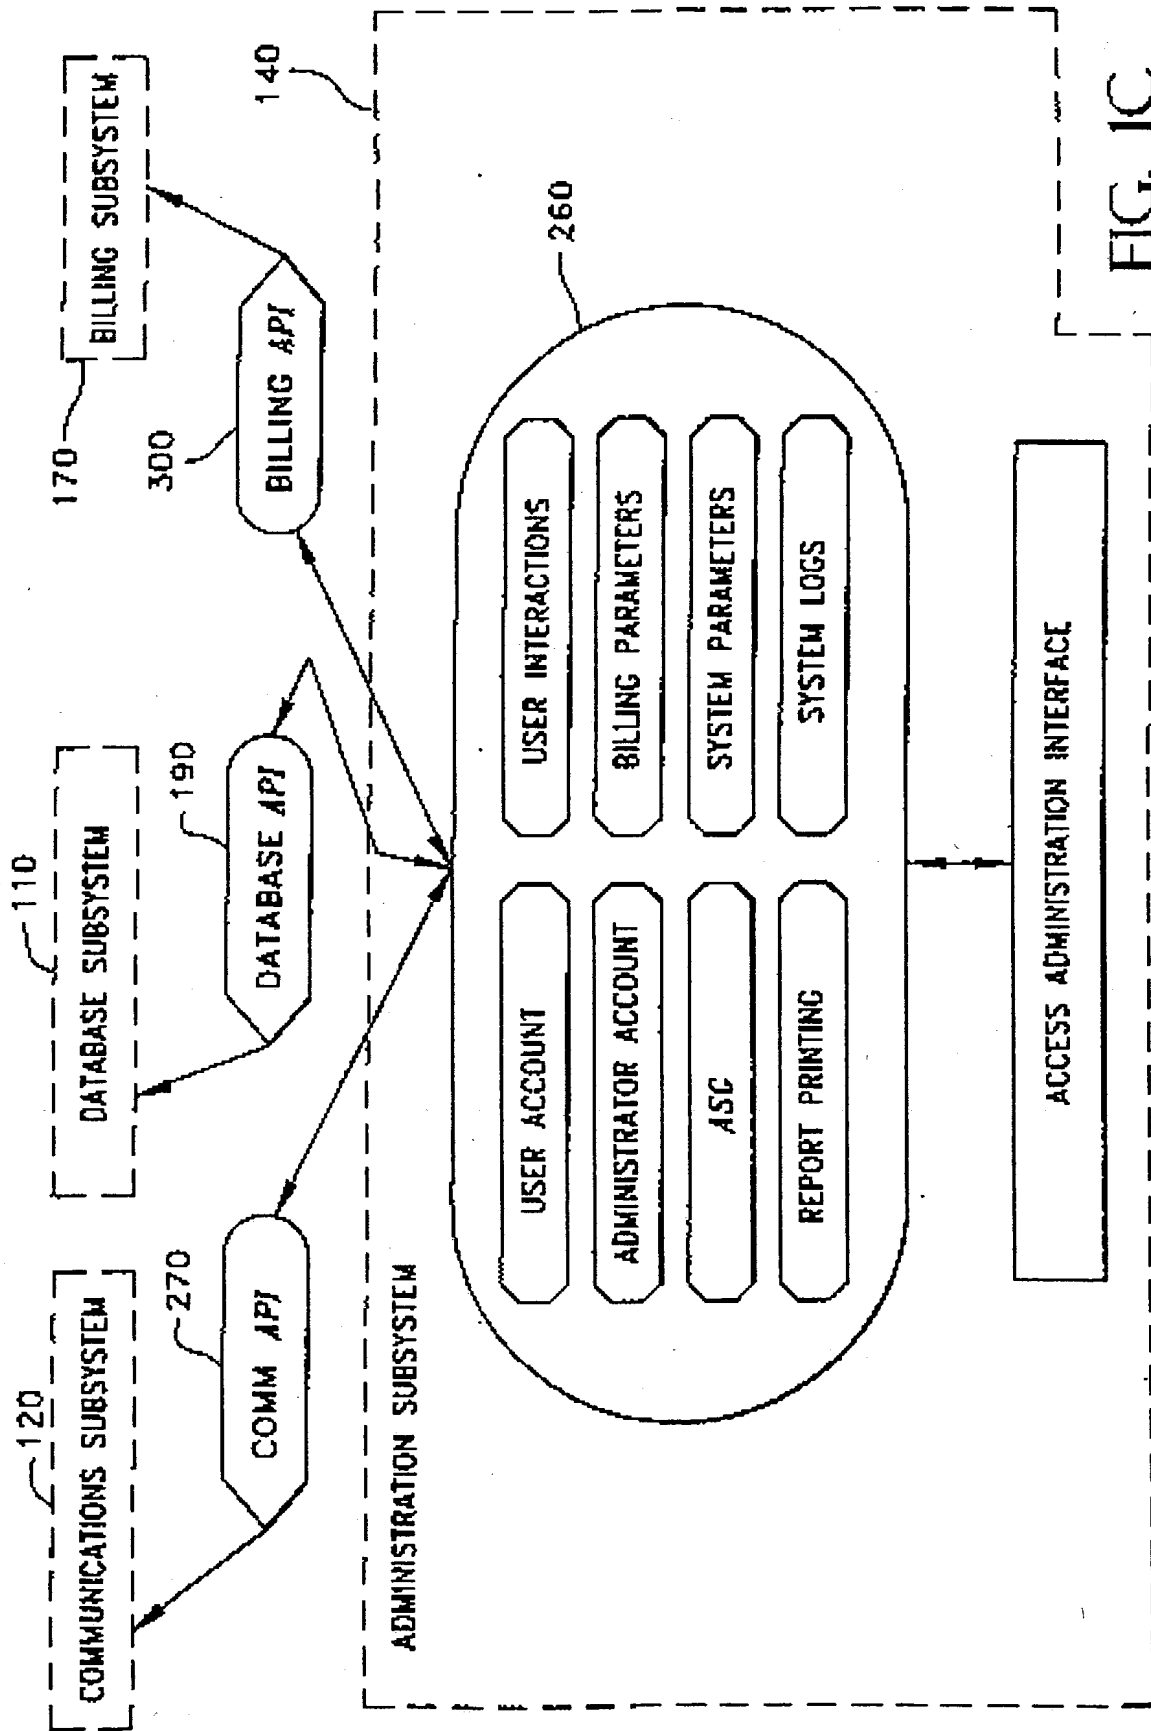 120
COMMUNICATIONS SUBSYSTEM
110
DATABASE SUBSYSTEM
170
BILLING SUBSYSTEM
270
COMM API
190
DATABASE API
300
BILLING API
140
ADMINISTRATION SUBSYSTEM
260
USER ACCOUNT
USER INTERACTIONS
ADMINISTRATOR ACCOUNT
BILLING PARAMETERS
ASC
SYSTEM PARAMETERS
REPORT PRINTING
SYSTEM LOGS
ACCESS ADMINISTRATION INTERFACE
FIG. 1C